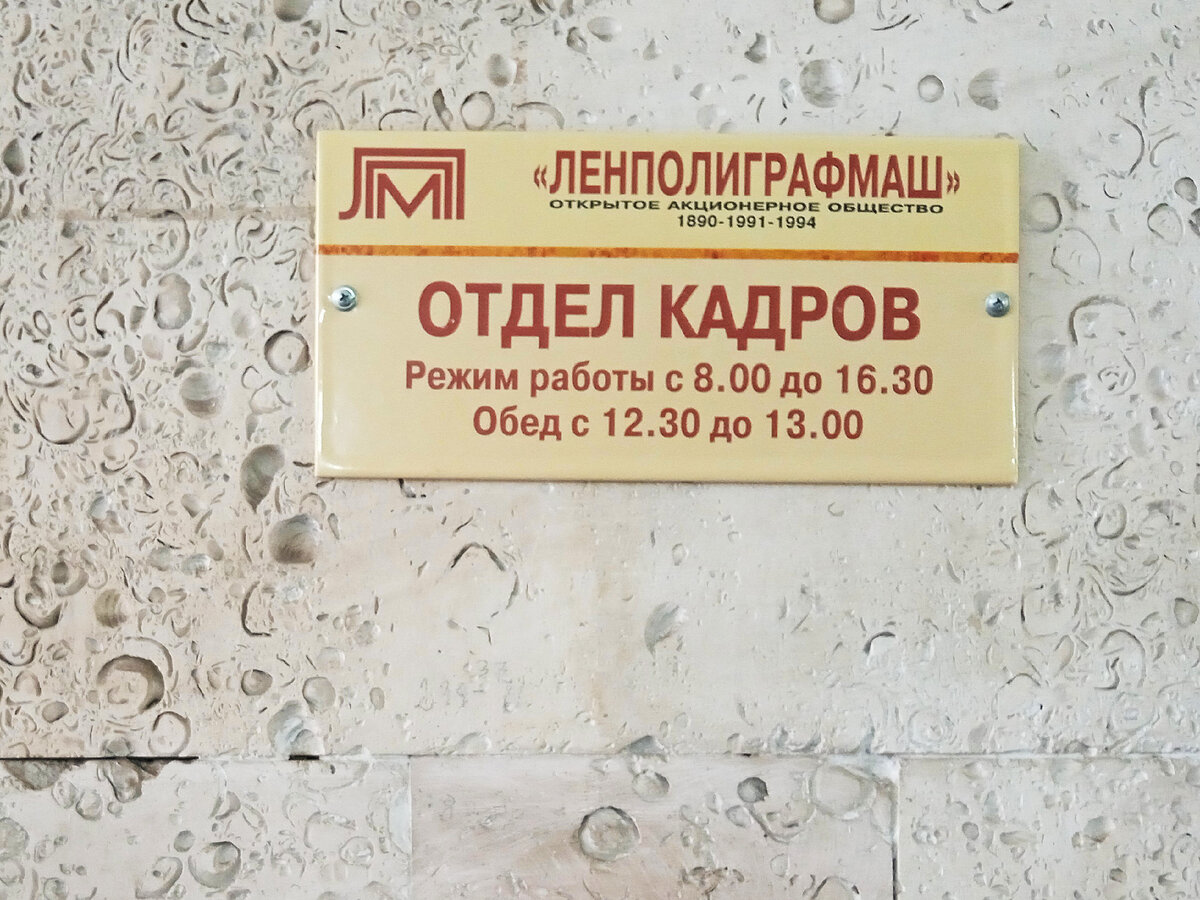 ЛПМ
«ЛЕНПОЛИГРАФМАШ»
ОТКРЫТОЕ АКЦИОНЕРНОЕ ОБЩЕСТВО
1890-1991-1994
ОТДЕЛ КАДРОВ
Режим работы с 8.00 до 16.30
Обед с 12.30 до 13.00